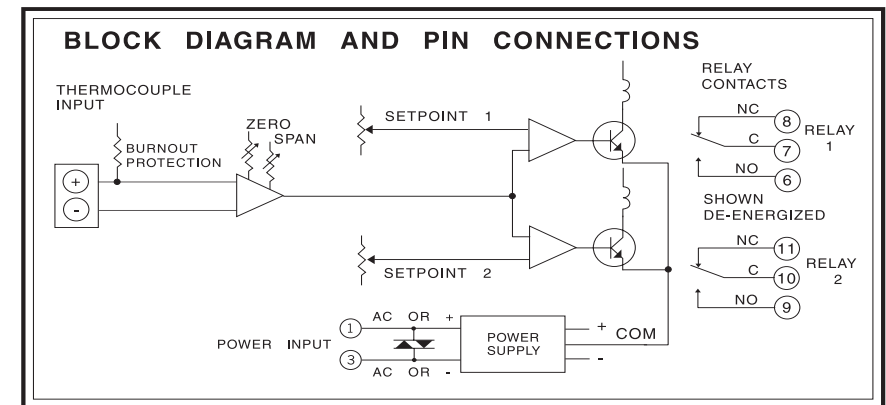 BLOCK DIAGRAM AND PIN CONNECTIONS
THERMOCOUPLE
INPUT
BURNOUT
PROTECTION
+
-
ZERO
SPAN
SETPOINT 1
SETPOINT 2
RELAY
CONTACTS
NC
8
C
7
RELAY
1
NO
6
SHOWN
DE-ENERGIZED
NC
11
C
10
RELAY
2
NO
9
POWER INPUT
1
AC OR +
3
AC OR -
POWER
SUPPLY
+
COM
-